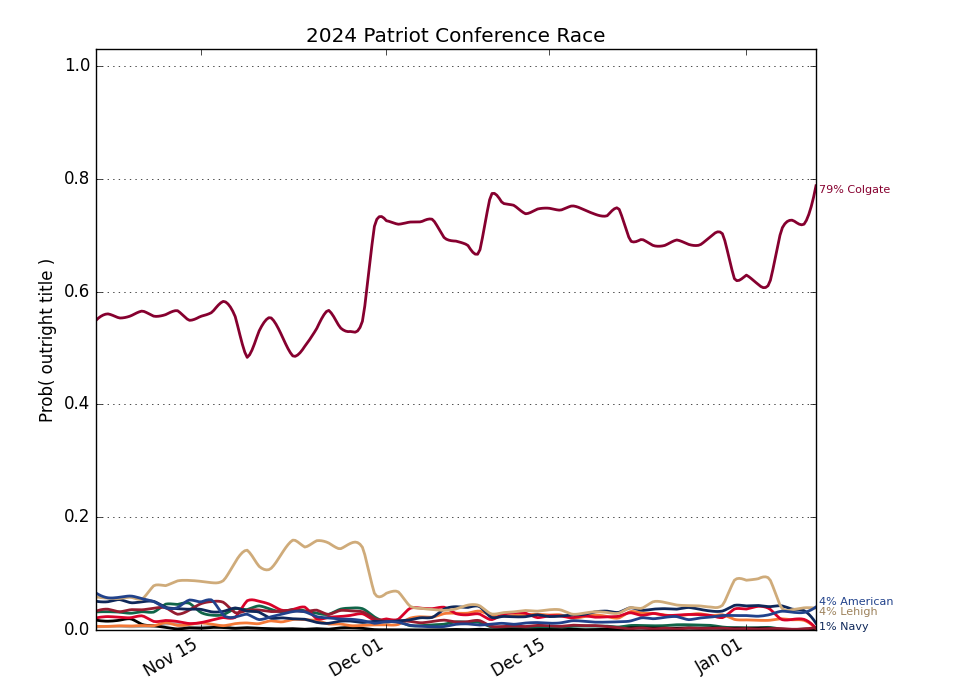 2024 Patriot Conference Race
Prob( outright title )
1.0
0.8
0.6
0.4
0.2
0.0
79% Colgate
4% American
4% Lehigh
1% Navy
Nov 15
Dec 01
Dec 15
Jan 01